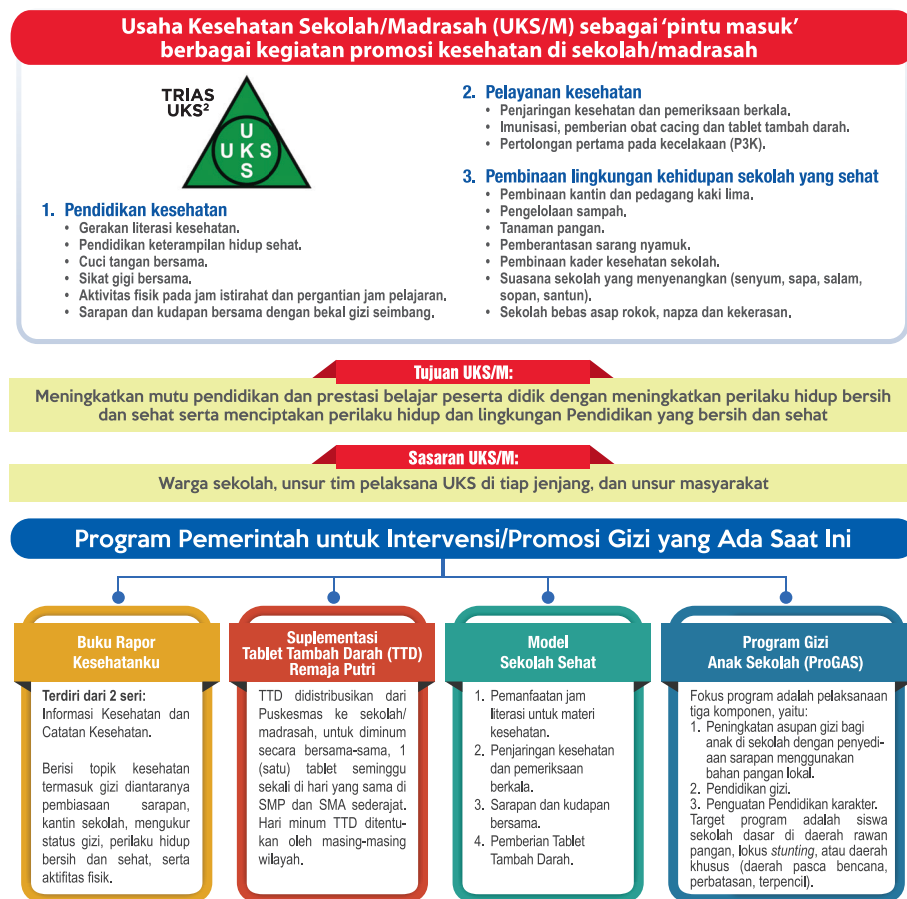 Usaha Kesehatan Sekolah/Madrasah (UKS/M) sebagai ‘pintu masuk’
berbagai kegiatan promosi kesehatan di sekolah/madrasah
TRIAS
UKS²
U
UKS
S
1. Pendidikan kesehatan
• Gerakan literasi kesehatan.
• Pendidikan keterampilan hidup sehat.
• Cuci tangan bersama.
• Sikat gigi bersama.
• Aktivitas fisik pada jam istirahat dan pergantian jam pelajaran.
• Sarapan dan kudapan bersama dengan bekal gizi seimbang.
2. Pelayanan kesehatan
• Penjaringan kesehatan dan pemeriksaan berkala.
• Imunisasi, pemberian obat cacing dan tablet tambah darah.
• Pertolongan pertama pada kecelakaan (P3K).
3. Pembinaan lingkungan kehidupan sekolah yang sehat
• Pembinaan kantin dan pedagang kaki lima.
• Pengelolaan sampah.
• Tanaman pangan.
• Pemberantasan sarang nyamuk.
• Pembinaan kader kesehatan sekolah.
• Suasana sekolah yang menyenangkan (senyum, sapa, salam,
sopan, santun).
• Sekolah bebas asap rokok, napza dan kekerasan.
Tujuan UKS/M:
Meningkatkan mutu pendidikan dan prestasi belajar peserta didik dengan meningkatkan perilaku hidup bersih
dan sehat serta menciptakan perilaku hidup dan lingkungan Pendidikan yang bersih dan sehat
Sasaran UKS/M:
Warga sekolah, unsur tim pelaksana UKS di tiap jenjang, dan unsur masyarakat
Program Pemerintah untuk Intervensi/Promosi Gizi yang Ada Saat Ini
Buku Rapor
Kesehatanku
Terdiri dari 2 seri:
Informasi Kesehatan dan
Catatan Kesehatan.
Berisi topik kesehatan
termasuk gizi diantaranya
pembiasaan sarapan,
kantin sekolah, mengukur
status gizi, perilaku hidup
bersih dan sehat, serta
aktifitas fisik.
Suplementasi
Tablet Tambah Darah (TTD)
Remaja Putri
TTD didistribusikan dari
Puskesmas ke sekolah/
madrasah, untuk diminum
secara bersama-sama, 1
(satu) tablet seminggu
sekali di hari yang sama di
SMP dan SMA sederajat.
Hari minum TTD ditentu-
kan oleh masing-masing
wilayah.
Model
Sekolah Sehat
1. Pemanfaatan jam
literasi untuk materi
kesehatan.
2. Penjaringan kesehatan
dan pemeriksaan
berkala.
3. Sarapan dan kudapan
bersama.
4. Pemberian Tablet
Tambah Darah.
Program Gizi
Anak Sekolah (ProGAS)
Fokus program adalah pelaksanaan
tiga komponen, yaitu:
1. Peningkatan asupan gizi bagi
anak di sekolah dengan penyedi-
aan sarapan menggunakan
bahan pangan lokal.
2. Pendidikan gizi.
3. Penguatan Pendidikan karakter.
Target program adalah siswa
sekolah dasar di daerah rawan
pangan, lokus stunting, atau daerah
khusus (daerah pasca bencana,
perbatasan, terpencil).